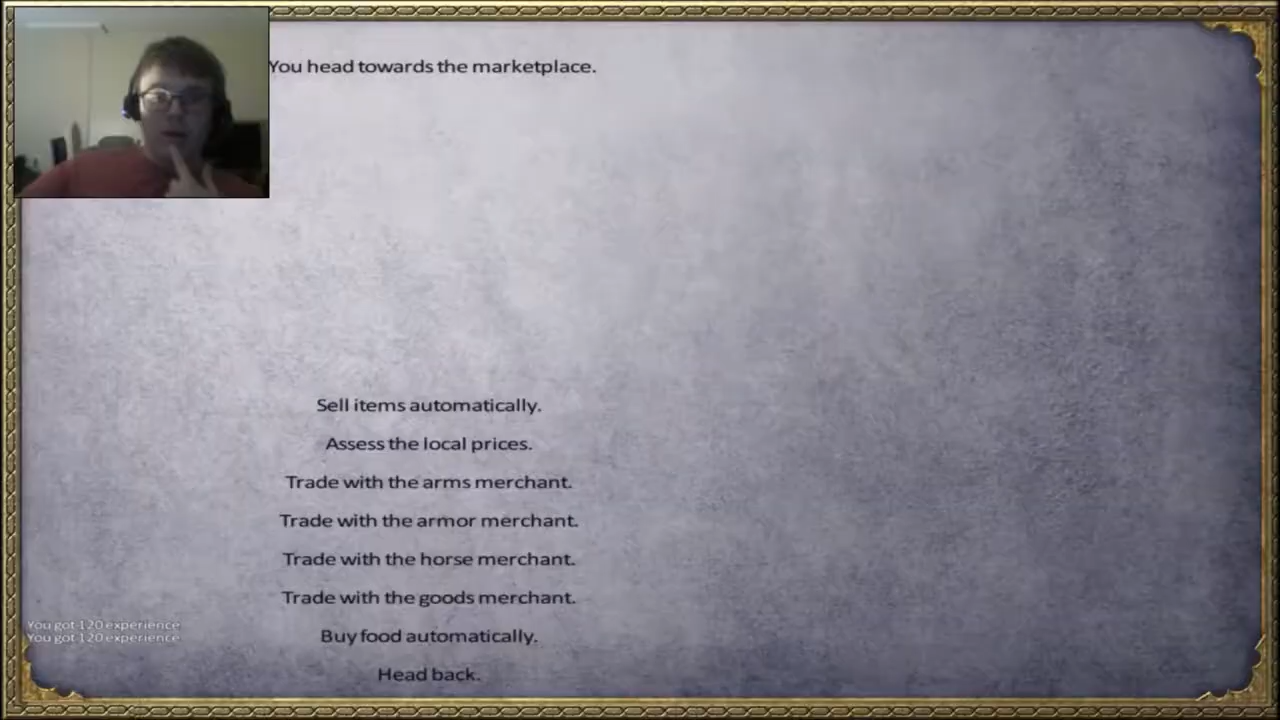 You head towards the marketplace.
Sell items automatically.
Assess the local prices.
Trade with the arms merchant.
Trade with the armor merchant.
Trade with the horse merchant.
Trade with the goods merchant.
Buy food automatically.
Head back.
You got 120 experience
You got 120 experience